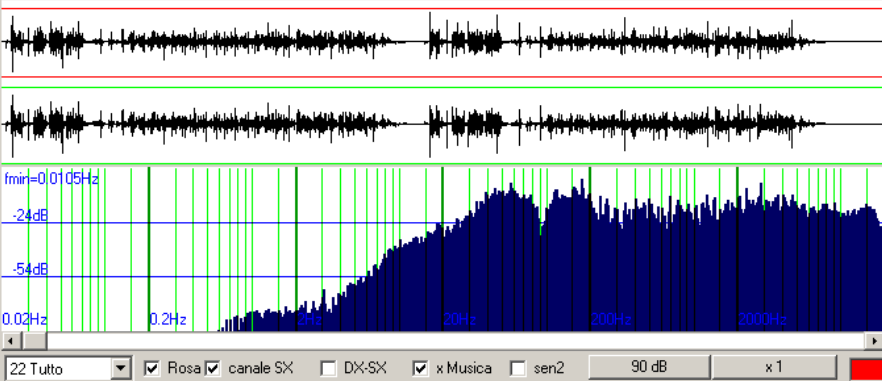 fmin=0.0105Hz
-24dB
-54dB
0.02Hz 0.2Hz 2Hz 20Hz 200Hz 2000Hz
22 Tutto Rosa canale SX DX-SX x Musica sen2 90 dB x 1